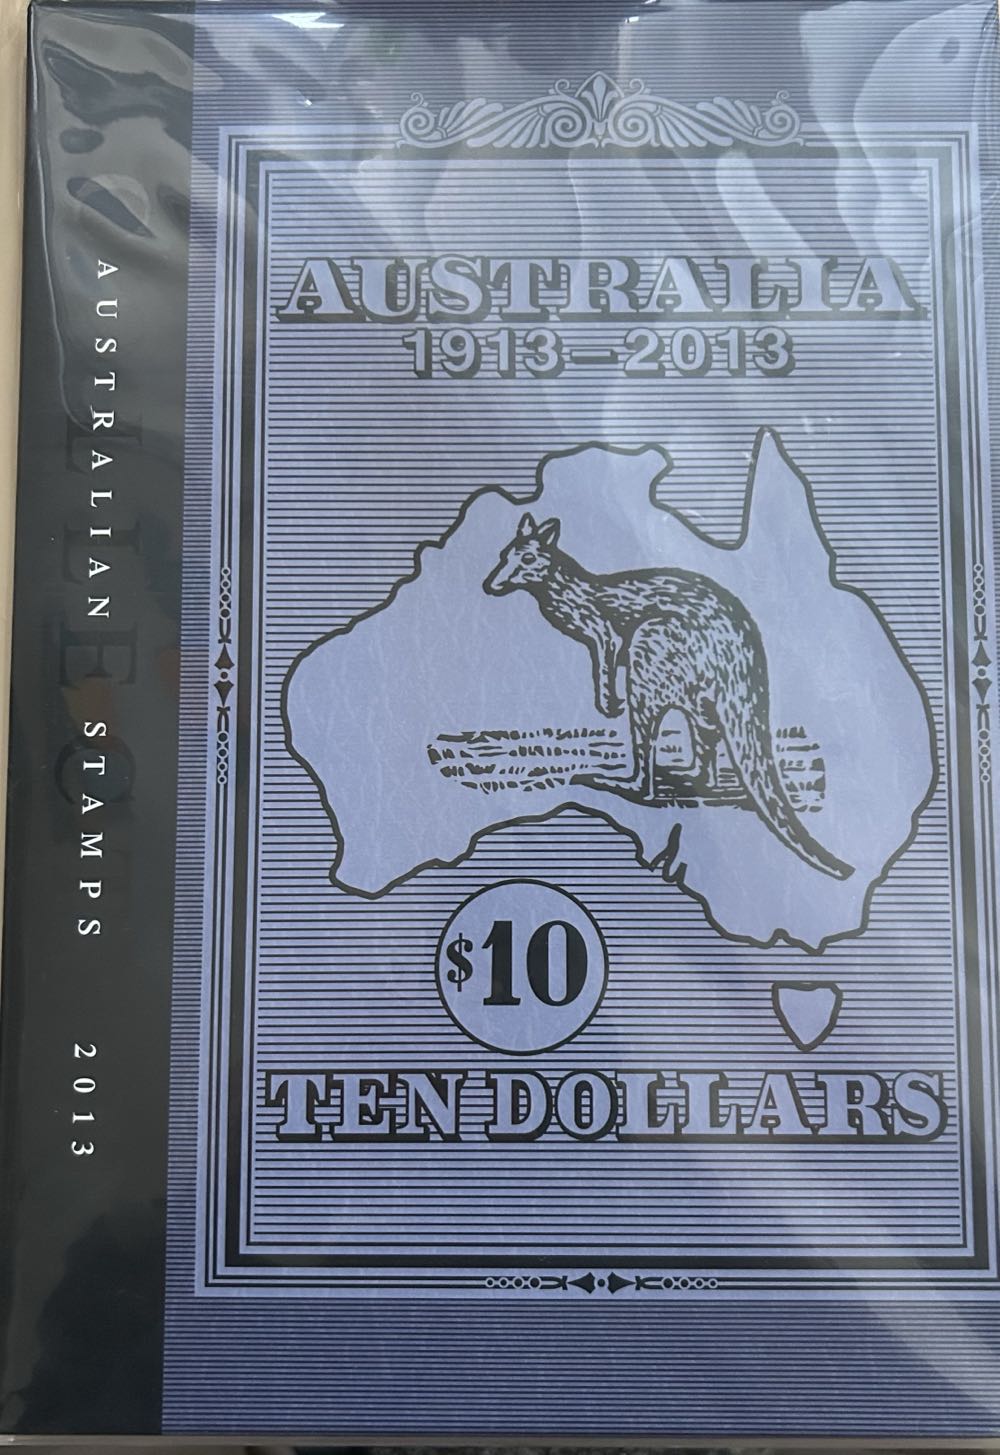 AUSTRALIAN STAMPS 2013
AUSTRALIA
1913–2013
$10
TEN DOLLARS